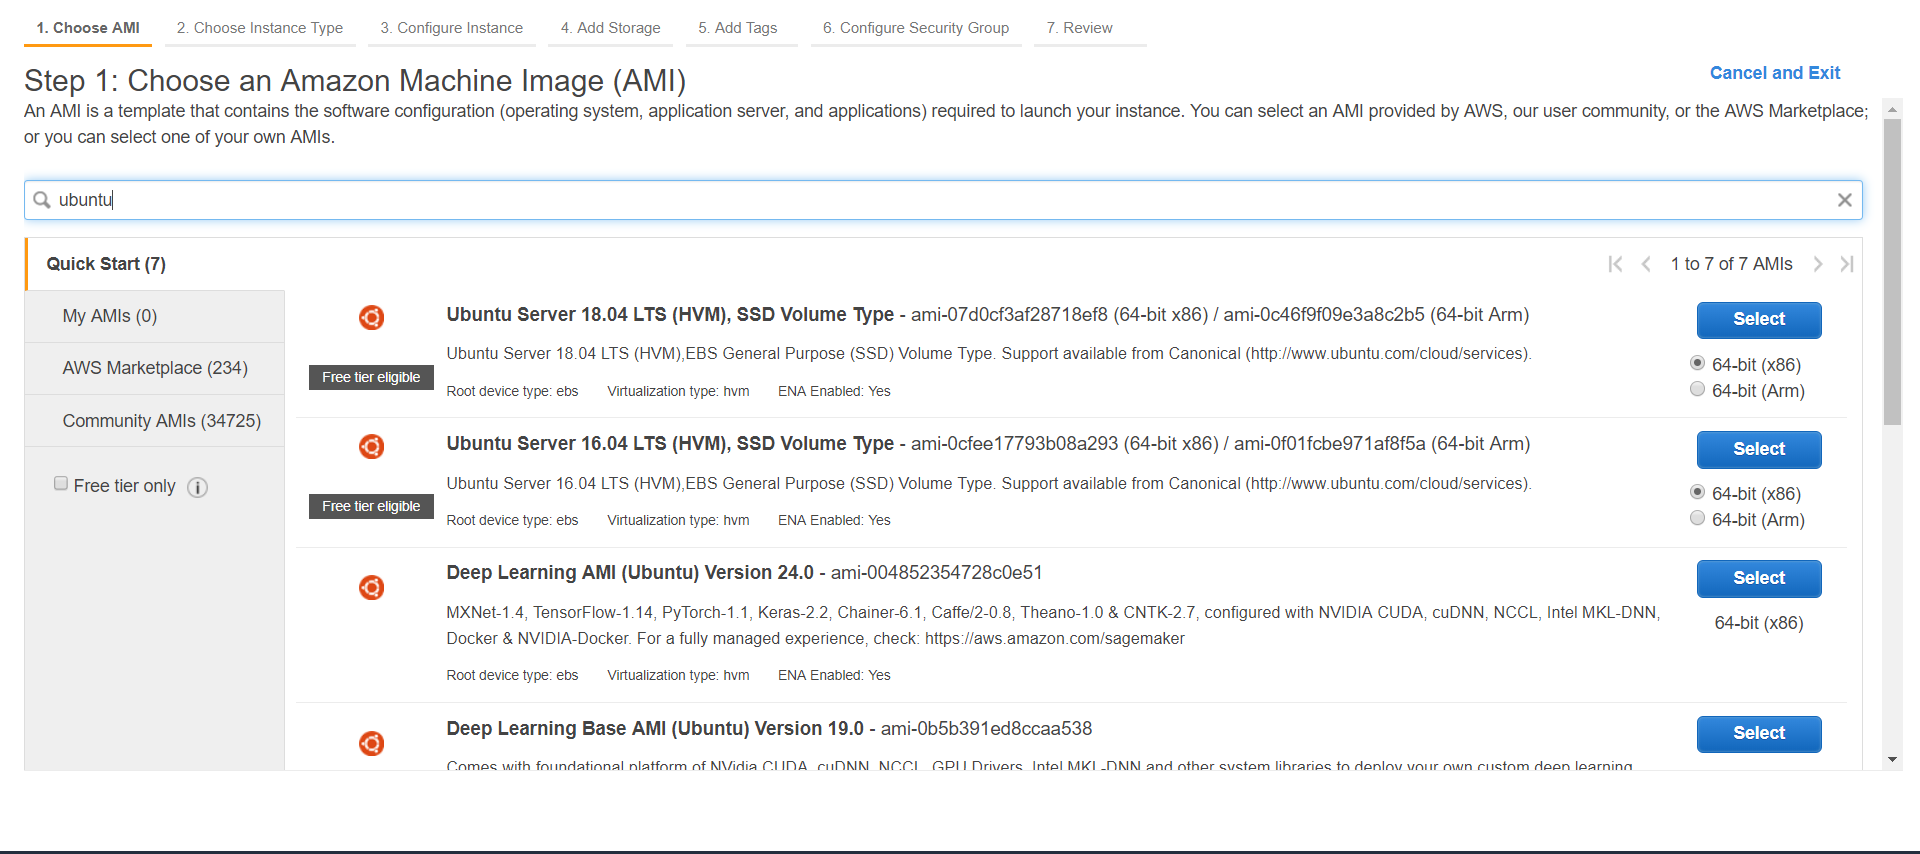 1. Choose AMI 2. Choose Instance Type 3. Configure Instance 4. Add Storage 5. Add Tags 6. Configure Security Group 7. Review
Step 1: Choose an Amazon Machine Image (AMI)
Cancel and Exit
An AMI is a template that contains the software configuration (operating system, application server, and applications) required to launch your instance. You can select an AMI provided by AWS, our user community, or the AWS Marketplace;
or you can select one of your own AMIs.
ubuntu
Quick Start (7)
1 to 7 of 7 AMIs
My AMIs (0)
AWS Marketplace (234)
Community AMIs (34725)
Free tier only
Ubuntu Server 18.04 LTS (HVM), SSD Volume Type - ami-07d0cf3af28718ef8 (64-bit x86) / ami-0c46f9f09e3a8c2b5 (64-bit Arm)
Select
Ubuntu Server 18.04 LTS (HVM),EBS General Purpose (SSD) Volume Type. Support available from Canonical (http://www.ubuntu.com/cloud/services).
Free tier eligible
64-bit (x86)
Root device type: ebs Virtualization type: hvm ENA Enabled: Yes
64-bit (Arm)
Ubuntu Server 16.04 LTS (HVM), SSD Volume Type - ami-0cfee17793b08a293 (64-bit x86) / ami-0f01fcbe971af8f5a (64-bit Arm)
Select
Ubuntu Server 16.04 LTS (HVM),EBS General Purpose (SSD) Volume Type. Support available from Canonical (http://www.ubuntu.com/cloud/services).
Free tier eligible
64-bit (x86)
Root device type: ebs Virtualization type: hvm ENA Enabled: Yes
64-bit (Arm)
Deep Learning AMI (Ubuntu) Version 24.0 - ami-004852354728c0e51
Select
MXNet-1.4, TensorFlow-1.14, PyTorch-1.1, Keras-2.2, Chainer-6.1, Caffe/2-0.8, Theano-1.0 & CNTK-2.7, configured with NVIDIA CUDA, cuDNN, NCCL, Intel MKL-DNN,
Docker & NVIDIA-Docker. For a fully managed experience, check: https://aws.amazon.com/sagemaker
64-bit (x86)
Root device type: ebs Virtualization type: hvm ENA Enabled: Yes
Deep Learning Base AMI (Ubuntu) Version 19.0 - ami-0b5b391ed8ccaa538
Select
Comes with foundational platform of NVidia CUDA, cuDNN, NCCL, GPU Drivers, Intel MKL-DNN and other system libraries to deploy your own custom deep learning